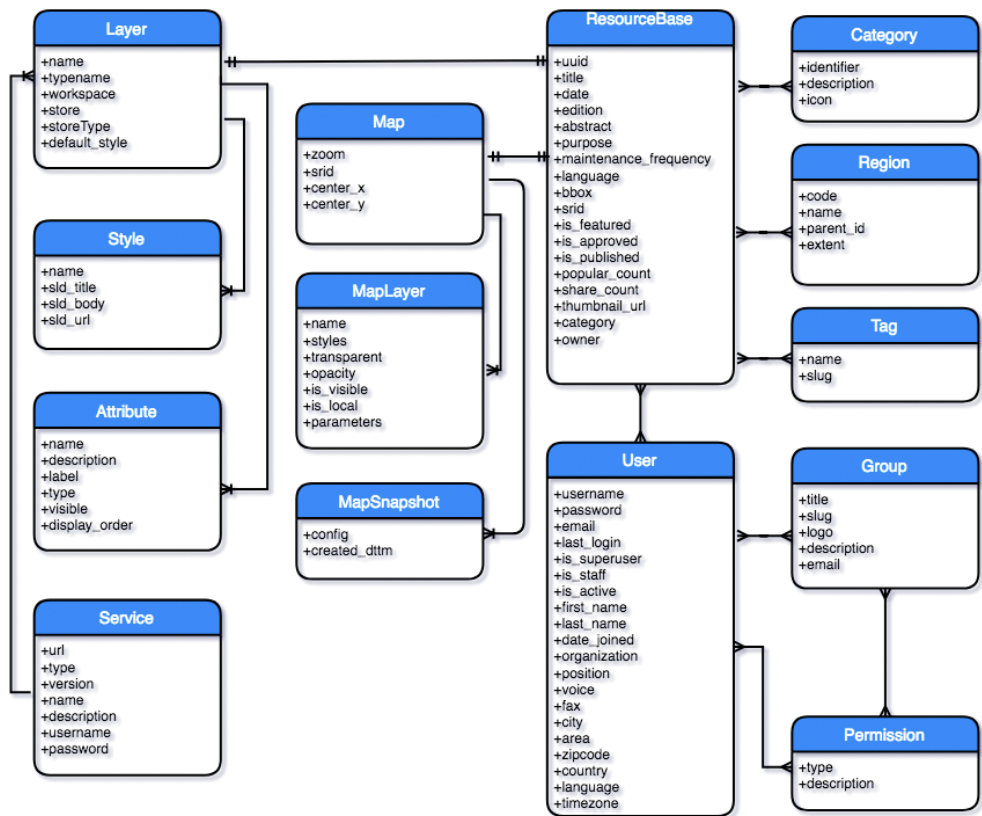 Layer
+name
+typename
+workspace
+store
+storeType
+default_style
Style
+name
+sld_title
+sld_body
+sld_url
Attribute
+name
+description
+label
+type
+visible
+display_order
Service
+url
+type
+version
+name
+description
+username
+password
Map
+zoom
+srid
+center_x
+center_y
MapLayer
+name
+styles
+transparent
+opacity
+is_visible
+is_local
+parameters
MapSnapshot
+config
+created_dttm
ResourceBase
+uuid
+title
+date
+edition
+abstract
+purpose
+maintenance_frequency
+language
+bbox
+srid
+is_featured
+is_approved
+is_published
+popular_count
+share_count
+thumbnail_url
+category
+owner
User
+username
+password
+email
+last_login
+is_superuser
+is_staff
+is_active
+first_name
+last_name
+date_joined
+organization
+position
+voice
+fax
+city
+area
+zipcode
+country
+language
+timezone
Category
+identifier
+description
+icon
Region
+code
+name
+parent_id
+extent
Tag
+name
+slug
Group
+title
+slug
+logo
+description
+email
Permission
+type
+description